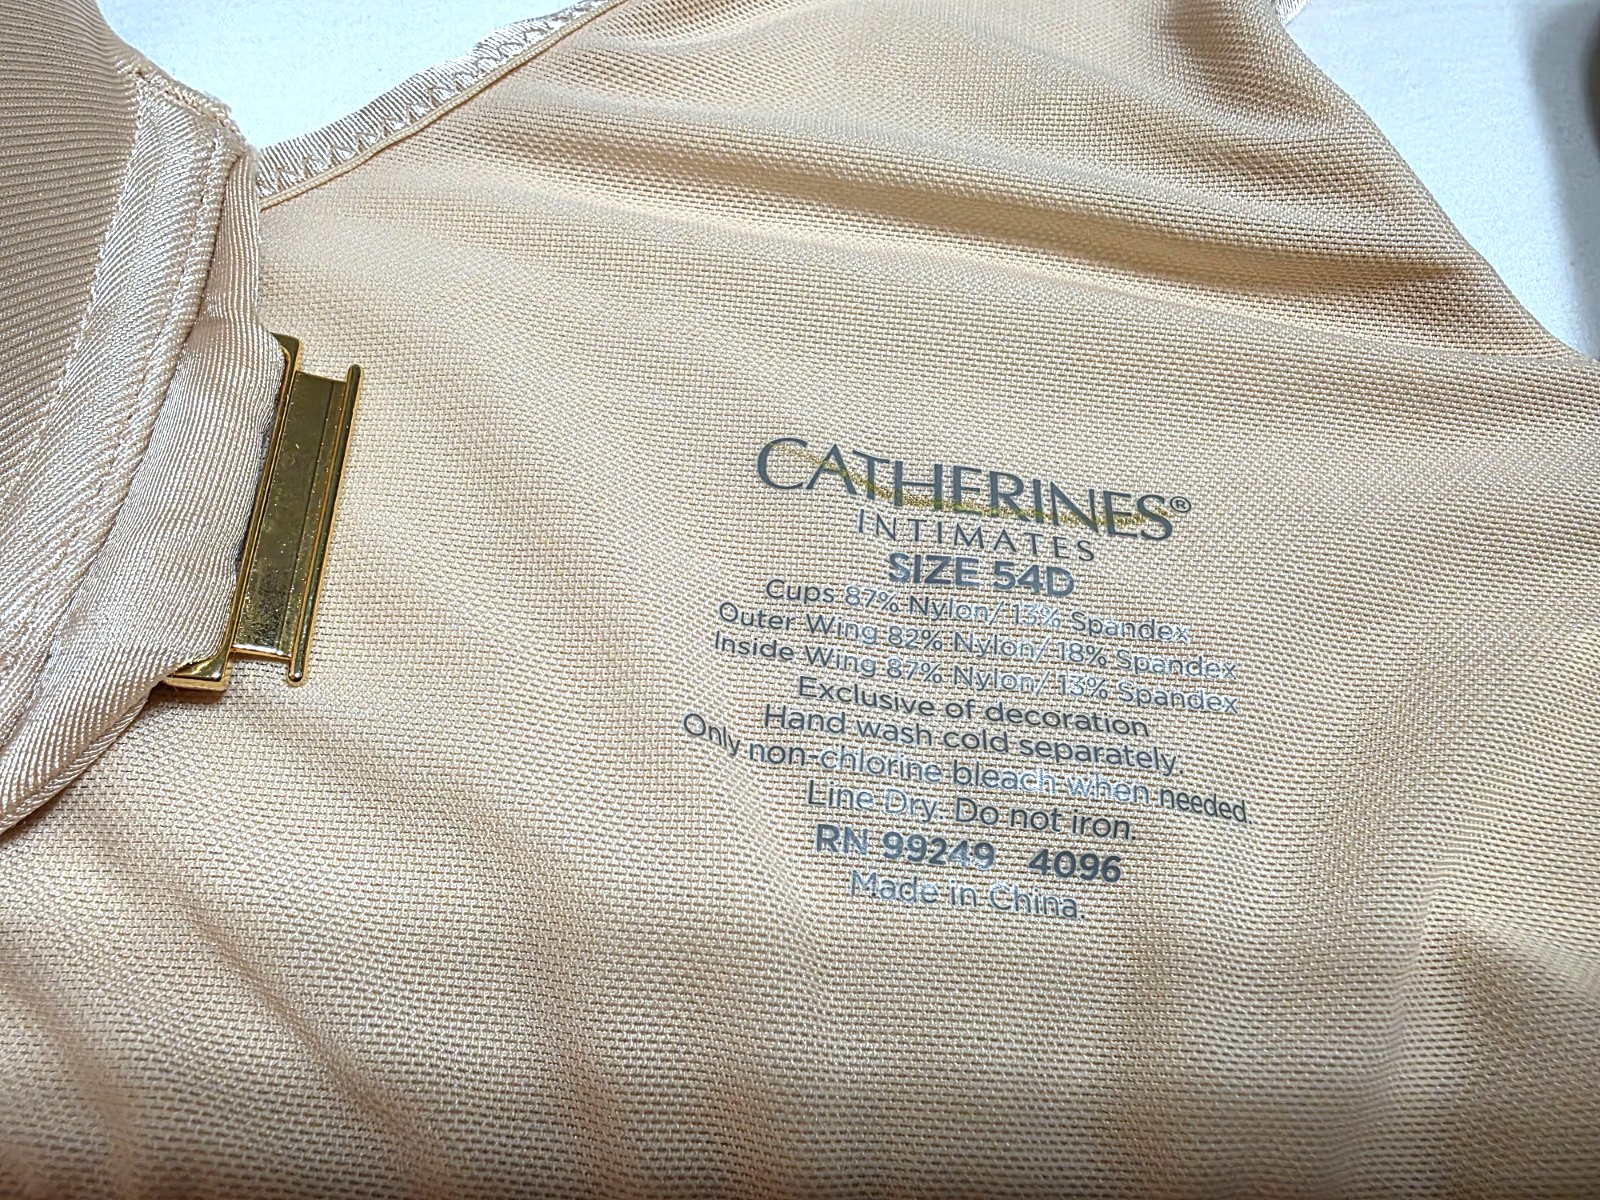 CATHERINES®
INTIMATES
SIZE 54D
Cups 87% Nylon/ 13% Spandex
Outer Wing 82% Nylon/ 18% Spandex
Inside Wing 87% Nylon/ 13% Spandex
Exclusive of decoration
Hand wash cold separately.
Only non-chlorine bleach when needed.
Line Dry. Do not iron.
RN 99249 4096
Made in China.